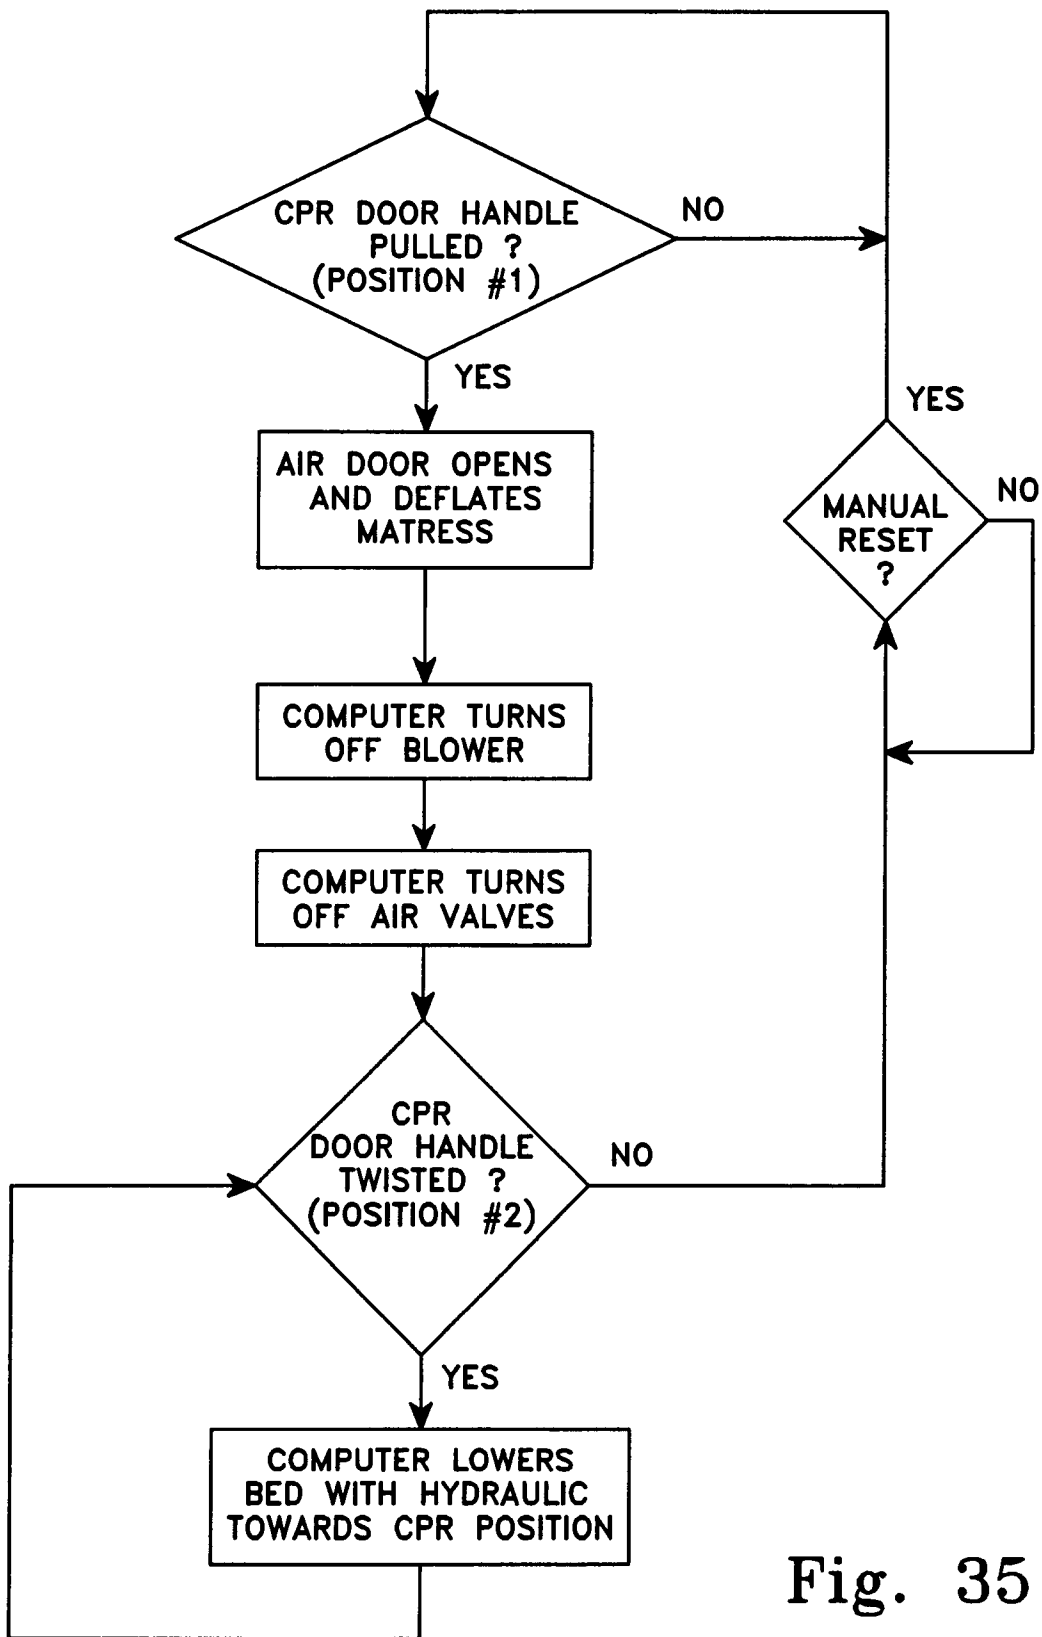 CPR DOOR HANDLE
PULLED ?
(POSITION #1)
NO
YES
AIR DOOR OPENS
AND DEFLATES
MATRESS
YES
MANUAL
RESET
?
NO
COMPUTER TURNS
OFF BLOWER
COMPUTER TURNS
OFF AIR VALVES
CPR
DOOR HANDLE
TWISTED ?
(POSITION #2)
NO
YES
COMPUTER LOWERS
BED WITH HYDRAULIC
TOWARDS CPR POSITION
Fig. 35